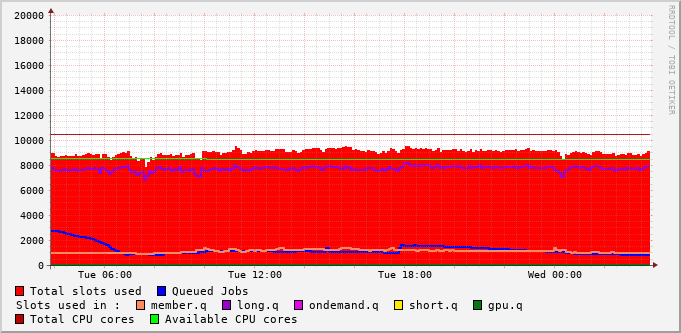 20000
18000
16000
14000
12000
10000
8000
6000
4000
2000
0
Tue 06:00 Tue 12:00 Tue 18:00 Wed 00:00
RRDTOOL / TOBI OETIKER
Total slots used Queued Jobs
Slots used in : member.q long.q ondemand.q short.q gpu.q
Total CPU cores Available CPU cores